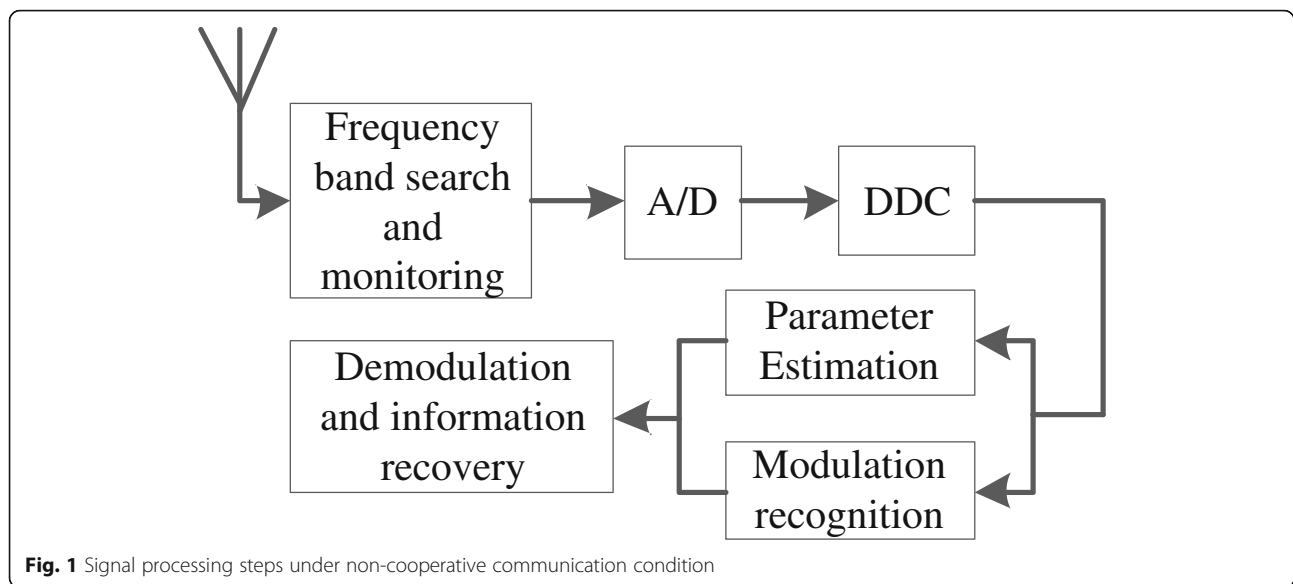 Frequency
band search
and
monitoring
A/D
DDC
Parameter
Estimation
Modulation
recognition
Demodulation
and information
recovery
Fig. 1 Signal processing steps under non-cooperative communication condition